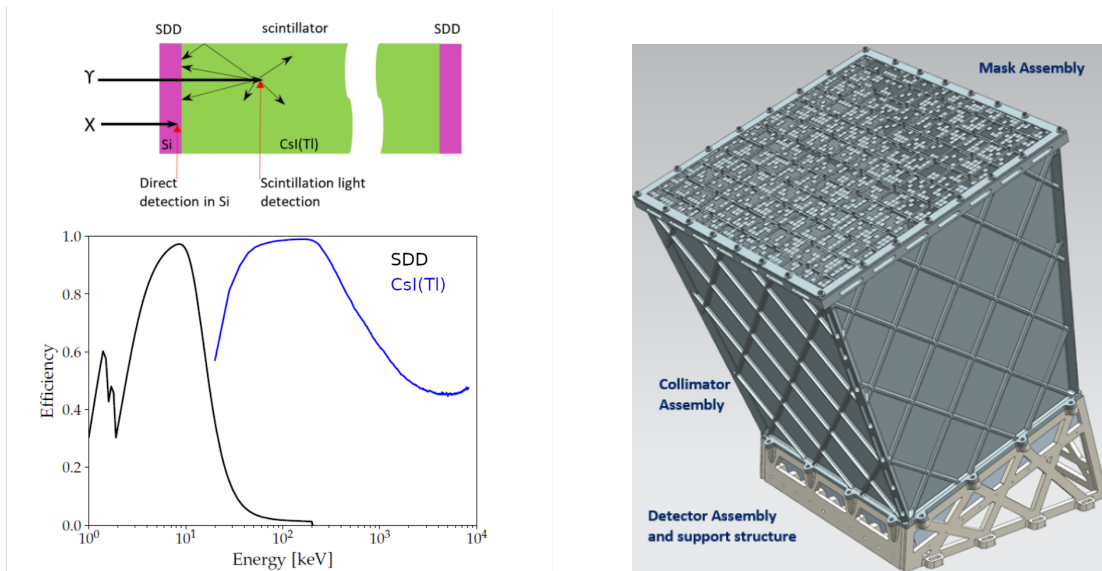 SDD
scintillator
SDD
ϒ
X
Si
CsI(Tl)
Direct
detection in Si
Scintillation light
detection
1.0
0.8
0.6
0.4
0.2
0.0
Efficiency
SDD
CsI(Tl)
10⁰
10¹
10²
10³
10⁴
Energy [keV]
Mask Assembly
Collimator
Assembly
Detector Assembly
and support structure